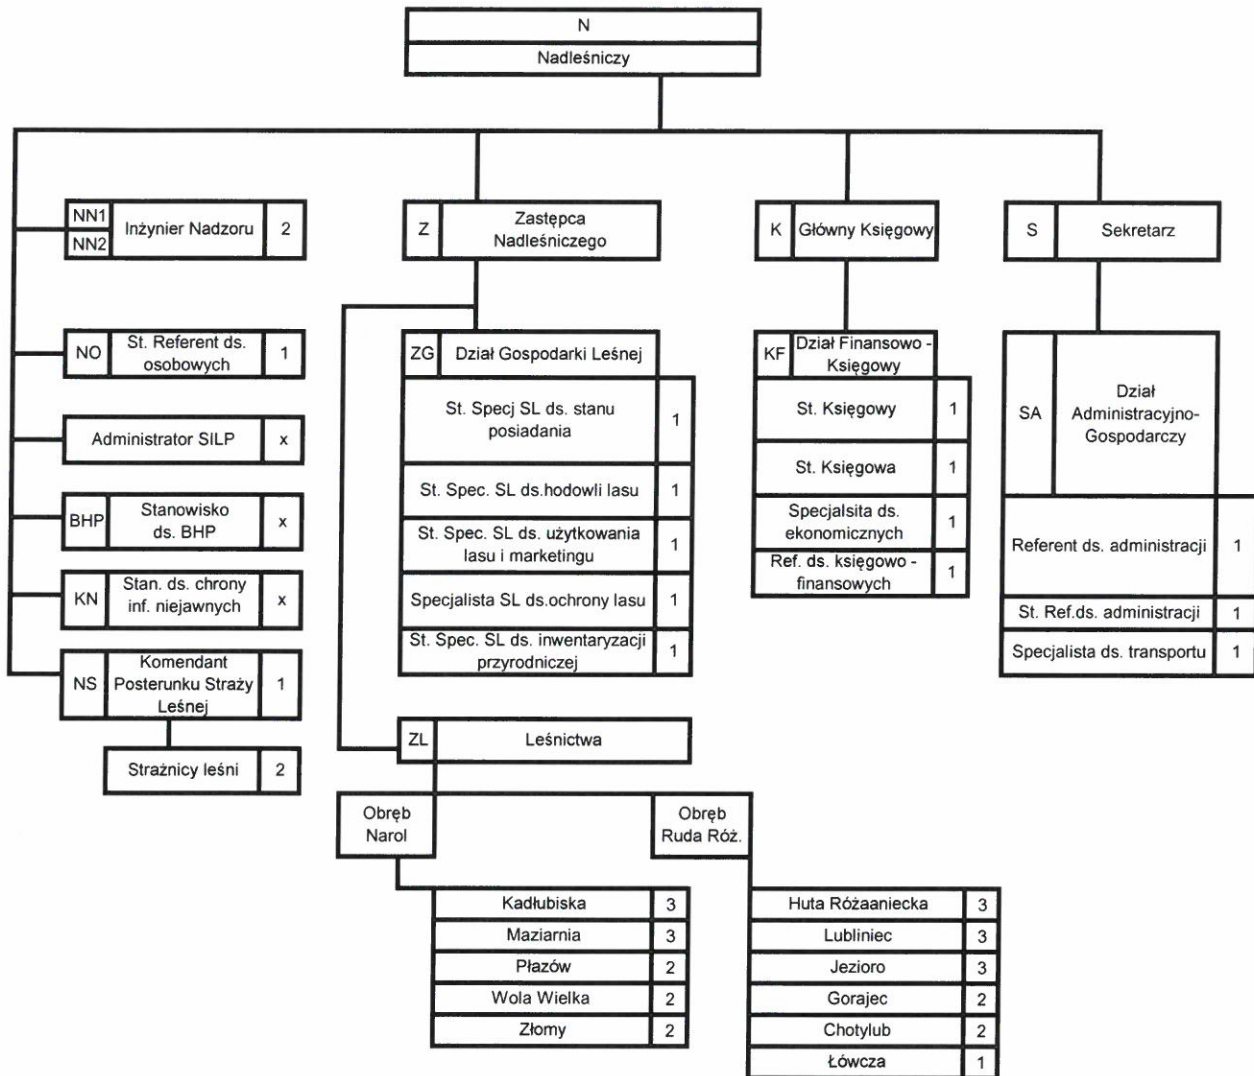 N
Nadleśniczy
NN1
NN2
Inżynier Nadzoru
2
NO
St. Referent ds.
osobowych
1
Administrator SILP
x
BHP
Stanowisko
ds. BHP
x
KN
Stan. ds. chrony
inf. niejawnych
x
NS
Komendant
Posterunku Straży
Leśnej
1
Strażnicy leśni
2
Z
Zastępca
Nadleśniczego
ZG
Dział Gospodarki Leśnej
St. Specj SL ds. stanu
posiadania
1
St. Spec. SL ds.hodowli lasu
1
St. Spec. SL ds. użytkowania
lasu i marketingu
1
Specjalista SL ds.ochrony lasu
1
St. Spec. SL ds. inwentaryzacji
przyrodniczej
1
ZL
Leśnictwa
Obręb
Narol
Kadłubiska
3
Maziarnia
3
Płazów
2
Wola Wielka
2
Złomy
2
Obręb
Ruda Róż.
Huta Różaaniecka
3
Lubliniec
3
Jezioro
3
Gorajec
2
Chotylub
2
Łówcza
1
K
Główny Księgowy
KF
Dział Finansowo -
Księgowy
St. Księgowy
1
St. Księgowa
1
Specjalsita ds.
ekonomicznych
1
Ref. ds. księgowo -
finansowych
1
S
Sekretarz
SA
Dział
Administracyjno-
Gospodarczy
Referent ds. administracji
1
St. Ref.ds. administracji
1
Specjalista ds. transportu
1